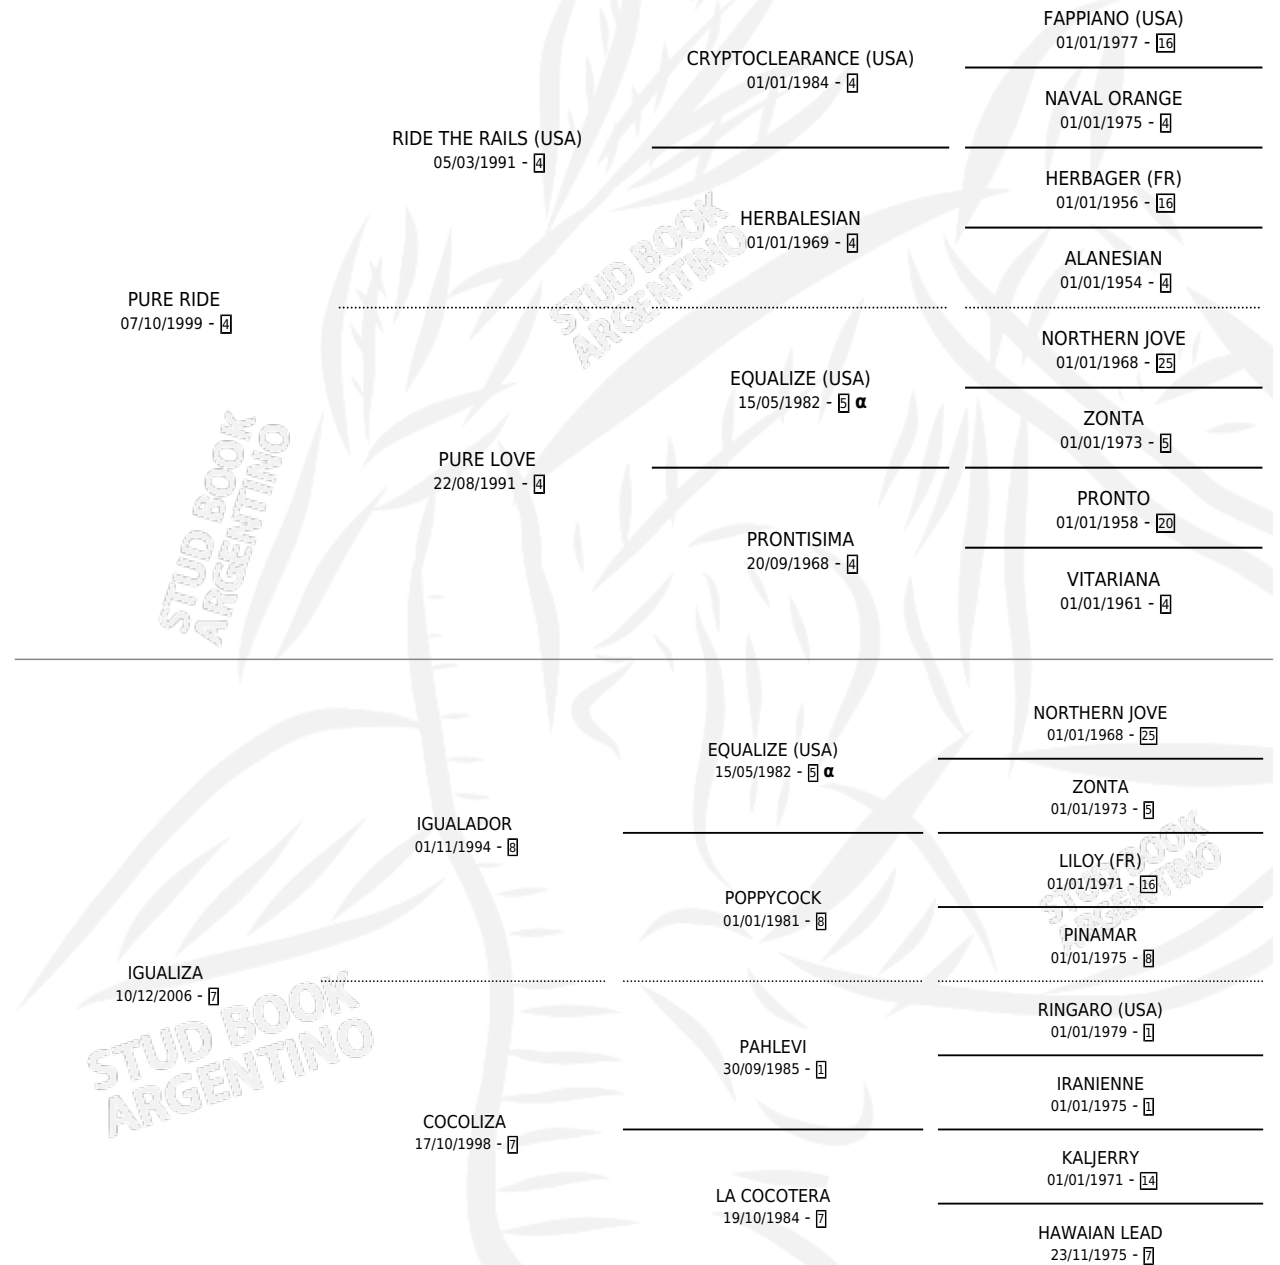 FAPPIANO (USA)
01/01/1977 - 16
CRYPTOCLEARANCE (USA)
01/01/1984 - 4
NAVAL ORANGE
01/01/1975 - 4
RIDE THE RAILS (USA)
05/03/1991 - 4
HERBAGER (FR)
01/01/1956 - 16
HERBALESIAN
01/01/1969 - 4
ALANESIAN
01/01/1954 - 4
STUD BOOK
ARGENTINO
PURE RIDE
07/10/1999 - 4
NORTHERN JOVE
01/01/1968 - 25
EQUALIZE (USA)
15/05/1982 - 5 α
ZONTA
01/01/1973 - 5
PURE LOVE
22/08/1991 - 4
PRONTO
01/01/1958 - 20
PRONTISIMA
20/09/1968 - 4
VITARIANA
01/01/1961 - 4
STUD BOOK
ARGENTINO
NORTHERN JOVE
01/01/1968 - 25
EQUALIZE (USA)
15/05/1982 - 5 α
ZONTA
01/01/1973 - 5
IGUALADOR
01/11/1994 - 8
LILOY (FR)
01/01/1971 - 16
POPPYCOCK
01/01/1981 - 8
PINAMAR
01/01/1975 - 8
STUD BOOK
ARGENTINO
IGUALIZA
10/12/2006 - 7
RINGARO (USA)
01/01/1979 - 1
PAHLEVI
30/09/1985 - 1
IRANIENNE
01/01/1975 - 1
STUD BOOK
ARGENTINO
COCOLIZA
17/10/1998 - 7
KALJERRY
01/01/1971 - 14
LA COCOTERA
19/10/1984 - 7
HAWAIAN LEAD
23/11/1975 - 7